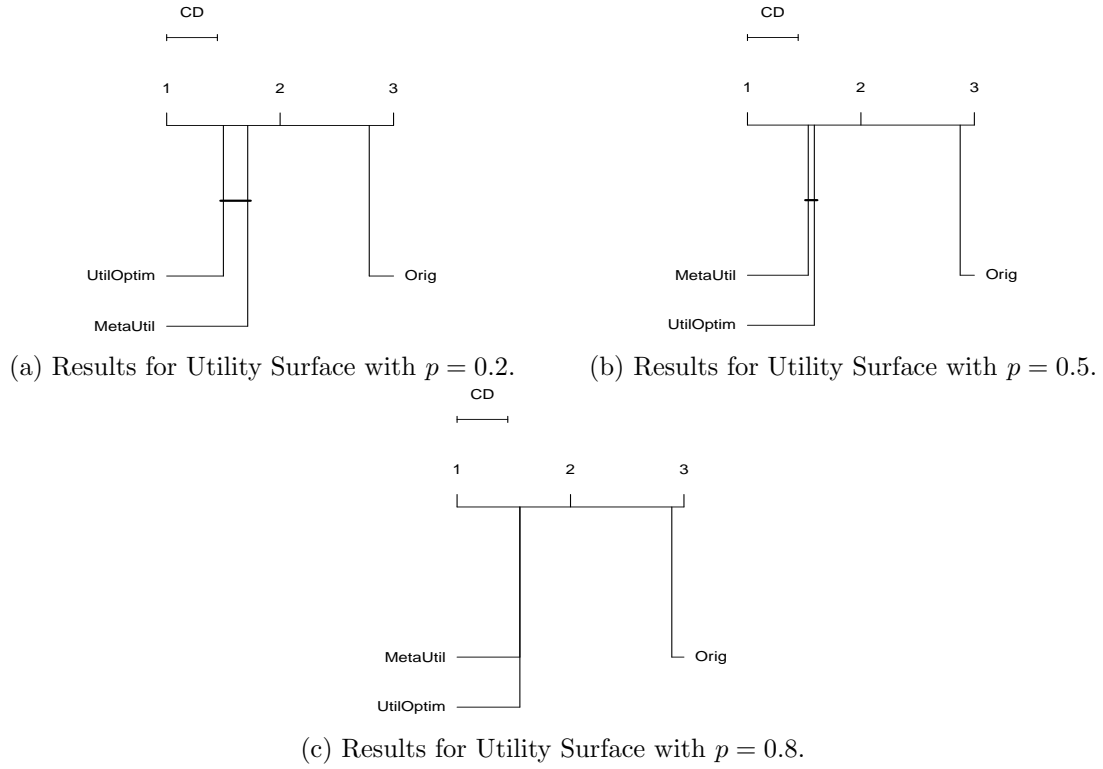 CD
1 2 3
UtilOptim
Orig
MetaUtil
(a) Results for Utility Surface with p = 0.2.
CD
1 2 3
MetaUtil
Orig
UtilOptim
(b) Results for Utility Surface with p = 0.5.
CD
1 2 3
MetaUtil
Orig
UtilOptim
(c) Results for Utility Surface with p = 0.8.